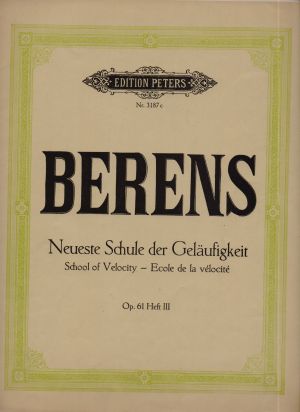 EDITION PETERS
Nr. 3187c
BERENS
Neueste Schule der Geläufigkeit
School of Velocity – Ecole de la vélocité
Op. 61 Heft III